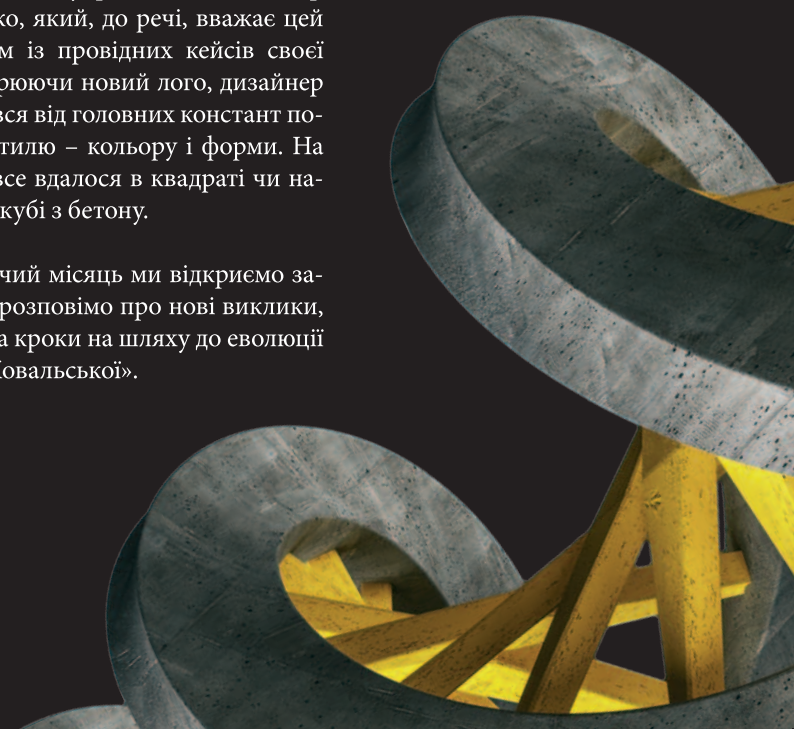 ко, який, до речі, вважає цей
м із провідних кейсів своєї
рюючи новий лого, дизайнер
вся від головних констант по-
тилю – кольору і форми. На
все вдалося в квадраті чи на-
кубі з бетону.
чий місяць ми відкриємо за-
розповімо про нові виклики,
а кроки на шляху до еволюції
Ковальської».